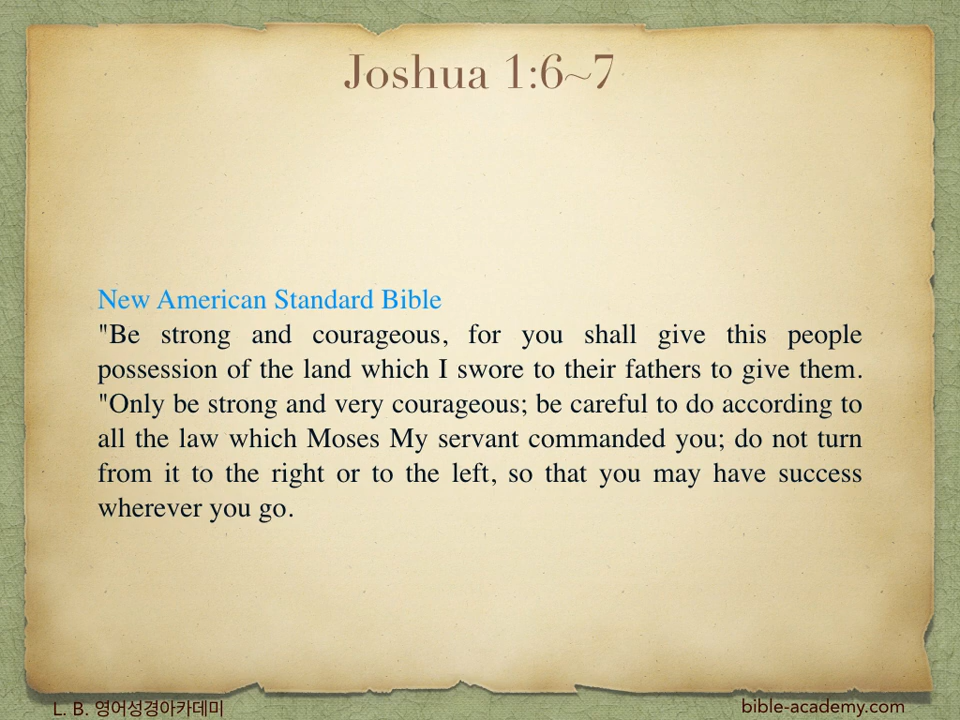 Joshua 1:6~7
New American Standard Bible
"Be strong and courageous, for you shall give this people
possession of the land which I swore to their fathers to give them.
"Only be strong and very courageous; be careful to do according to
all the law which Moses My servant commanded you; do not turn
from it to the right or to the left, so that you may have success
wherever you go.
L. B. 영어성경아카데미
bible-academy.com